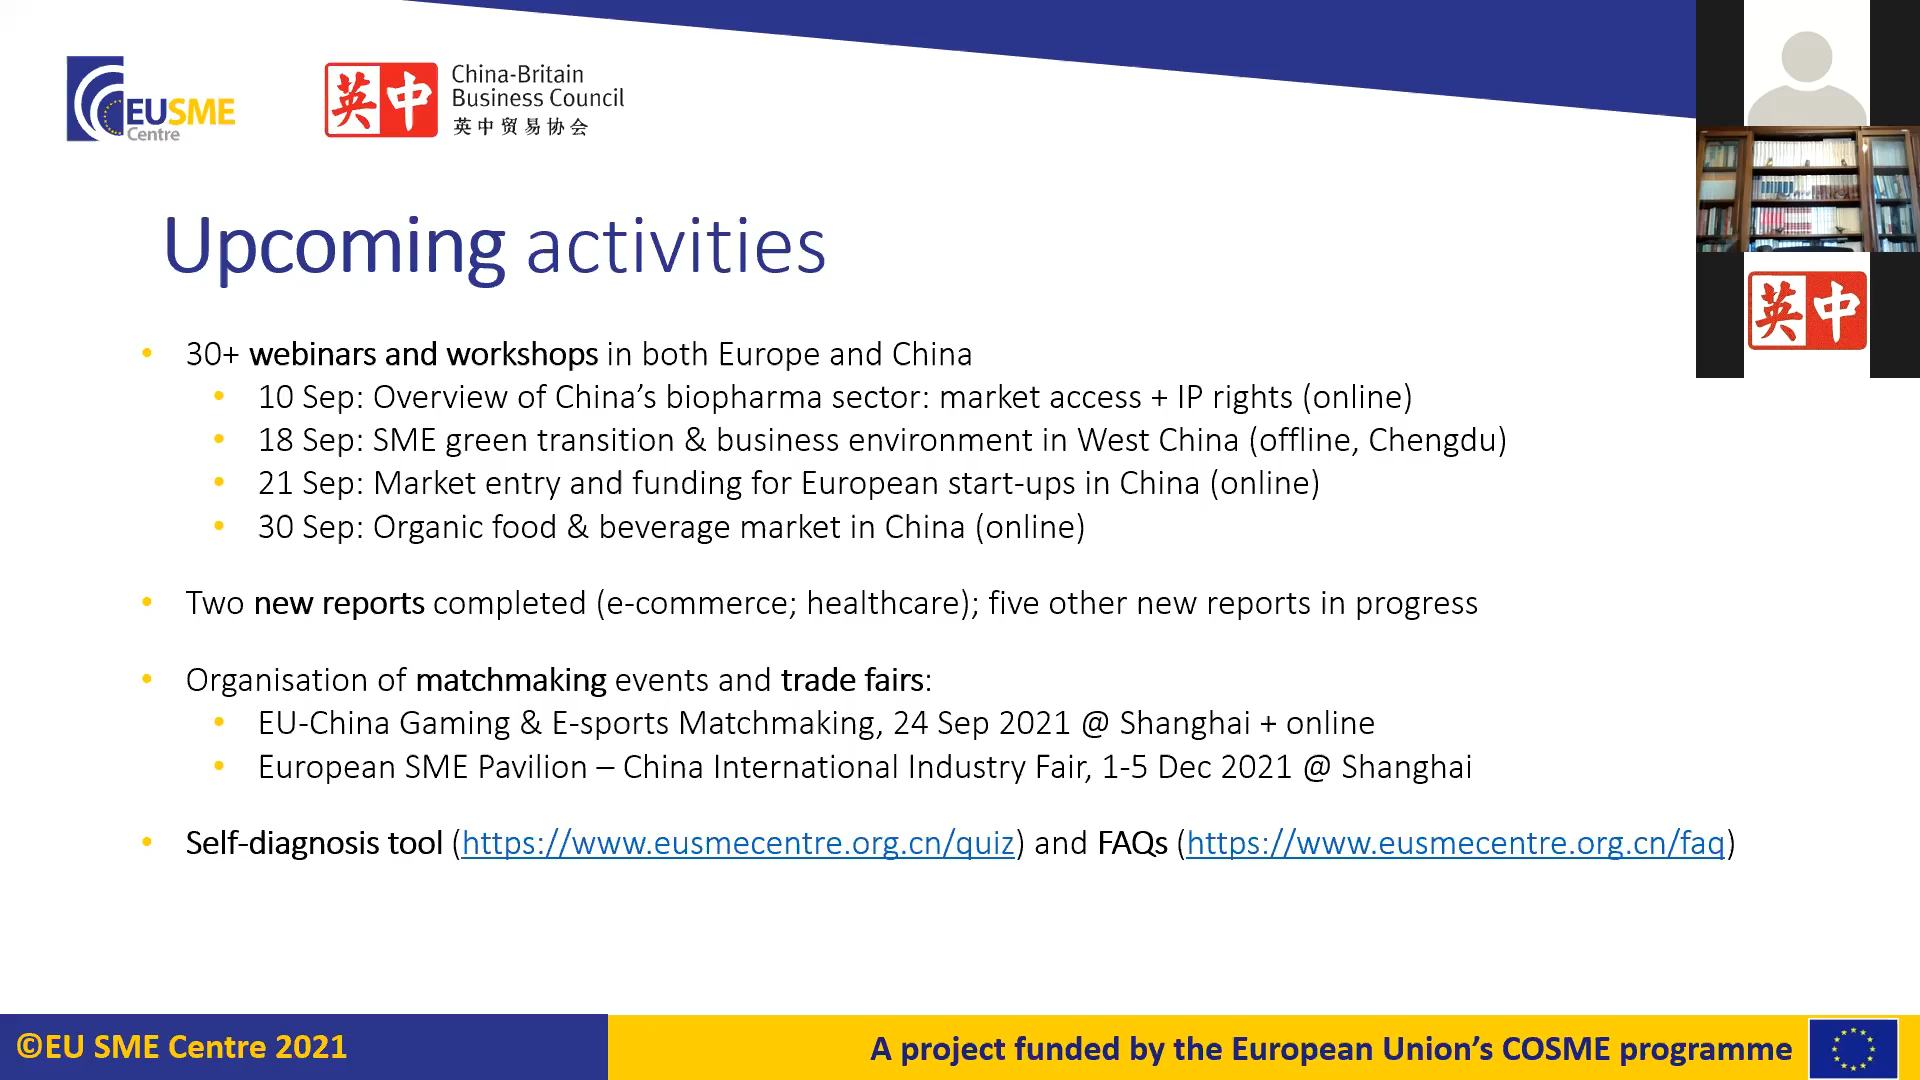 EUSME
Centre
英中
China-Britain
Business Council
英中贸易协会
Upcoming activities
• 30+ webinars and workshops in both Europe and China
• 10 Sep: Overview of China’s biopharma sector: market access + IP rights (online)
• 18 Sep: SME green transition & business environment in West China (offline, Chengdu)
• 21 Sep: Market entry and funding for European start-ups in China (online)
• 30 Sep: Organic food & beverage market in China (online)
• Two new reports completed (e-commerce; healthcare); five other new reports in progress
• Organisation of matchmaking events and trade fairs:
• EU-China Gaming & E-sports Matchmaking, 24 Sep 2021 @ Shanghai + online
• European SME Pavilion – China International Industry Fair, 1-5 Dec 2021 @ Shanghai
• Self-diagnosis tool (https://www.eusmecentre.org.cn/quiz) and FAQs (https://www.eusmecentre.org.cn/faq)
英中
©EU SME Centre 2021
A project funded by the European Union’s COSME programme